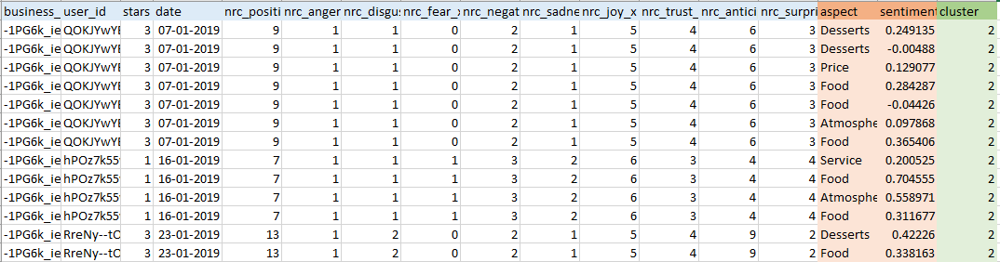 business_ user_id stars date nrc_positi nrc_anger nrc_disgu nrc_fear_ nrc_negat nrc_sadne nrc_joy_x nrc_trust_ nrc_antici nrc_surpri aspect sentiment cluster
-1PG6k_ie QOKJYwYE 3 07-01-2019 9 1 1 0 2 1 5 4 6 3 Desserts 0.249135 2
-1PG6k_ie QOKJYwYE 3 07-01-2019 9 1 1 0 2 1 5 4 6 3 Desserts -0.00488 2
-1PG6k_ie QOKJYwYE 3 07-01-2019 9 1 1 0 2 1 5 4 6 3 Price 0.129077 2
-1PG6k_ie QOKJYwYE 3 07-01-2019 9 1 1 0 2 1 5 4 6 3 Food 0.284287 2
-1PG6k_ie QOKJYwYE 3 07-01-2019 9 1 1 0 2 1 5 4 6 3 Food -0.04426 2
-1PG6k_ie QOKJYwYE 3 07-01-2019 9 1 1 0 2 1 5 4 6 3 Atmosphe 0.097868 2
-1PG6k_ie QOKJYwYE 3 07-01-2019 9 1 1 0 2 1 5 4 6 3 Food 0.365406 2
-1PG6k_ie hPOz7k55 1 16-01-2019 7 1 1 1 3 2 6 3 4 4 Service 0.200525 2
-1PG6k_ie hPOz7k55 1 16-01-2019 7 1 1 1 3 2 6 3 4 4 Food 0.704555 2
-1PG6k_ie hPOz7k55 1 16-01-2019 7 1 1 1 3 2 6 3 4 4 Atmosphe 0.558971 2
-1PG6k_ie hPOz7k55 1 16-01-2019 7 1 1 1 3 2 6 3 4 4 Food 0.311677 2
-1PG6k_ie RreNy--tO 3 23-01-2019 13 1 2 0 2 1 5 4 9 2 Desserts 0.42226 2
-1PG6k_ie RreNy--tO 3 23-01-2019 13 1 2 0 2 1 5 4 9 2 Food 0.338163 2